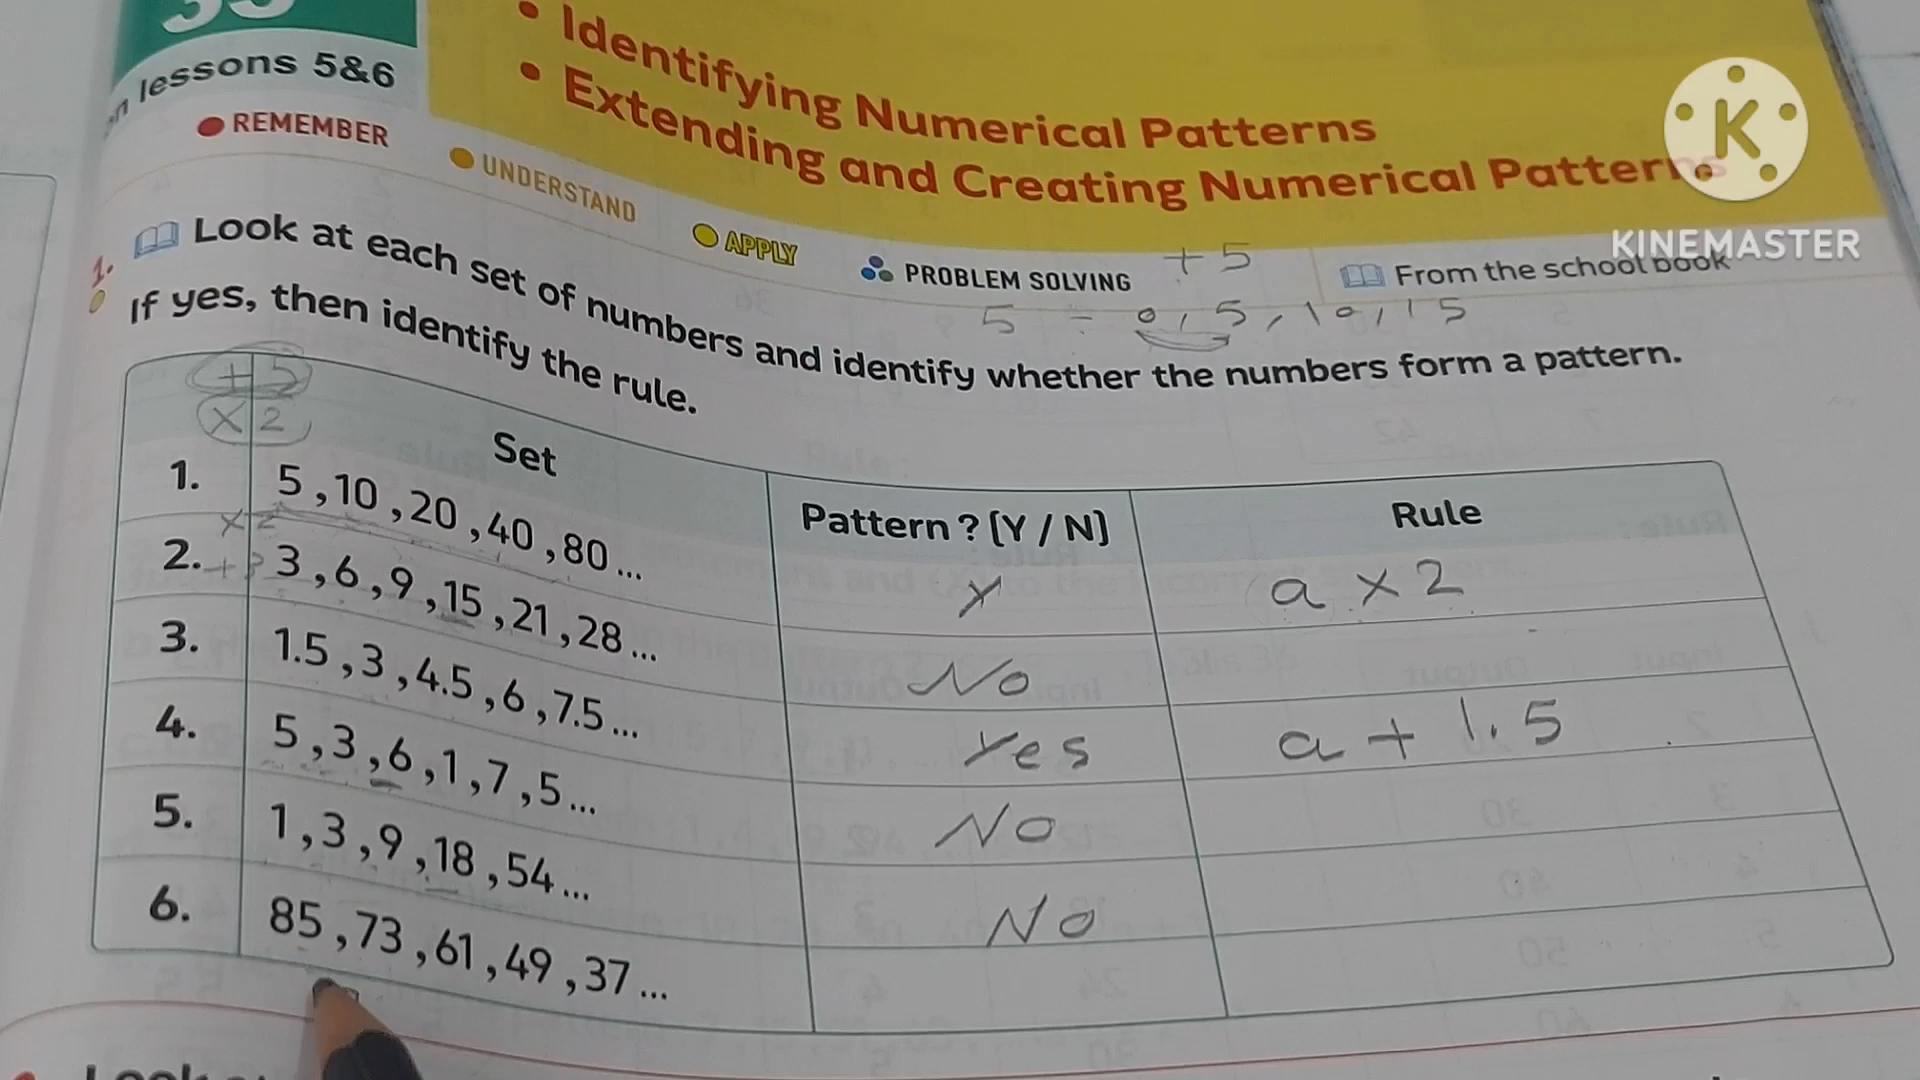 lessons 5&6
• Identifying Numerical Patterns
• Extending and Creating Numerical Patterns
KINEMASTER
REMEMBER
UNDERSTAND
APPLY
PROBLEM SOLVING
From the school book
+ 5
5 = 0, 5, 10, 15
1. Look at each set of numbers and identify whether the numbers form a pattern.
If yes, then identify the rule.
+ 5
× 2
Set
Pattern ? (Y / N)
Rule
1. 5 , 10 , 20 , 40 , 80 ... Y a × 2
× 2
2. 3 , 6 , 9 , 15 , 21 , 28 ... No
3. 1.5 , 3 , 4.5 , 6 , 7.5 ... Yes a + 1.5
4. 5 , 3 , 6 , 1 , 7 , 5 ... No
5. 1 , 3 , 9 , 18 , 54 ... No
6. 85 , 73 , 61 , 49 , 37 ...